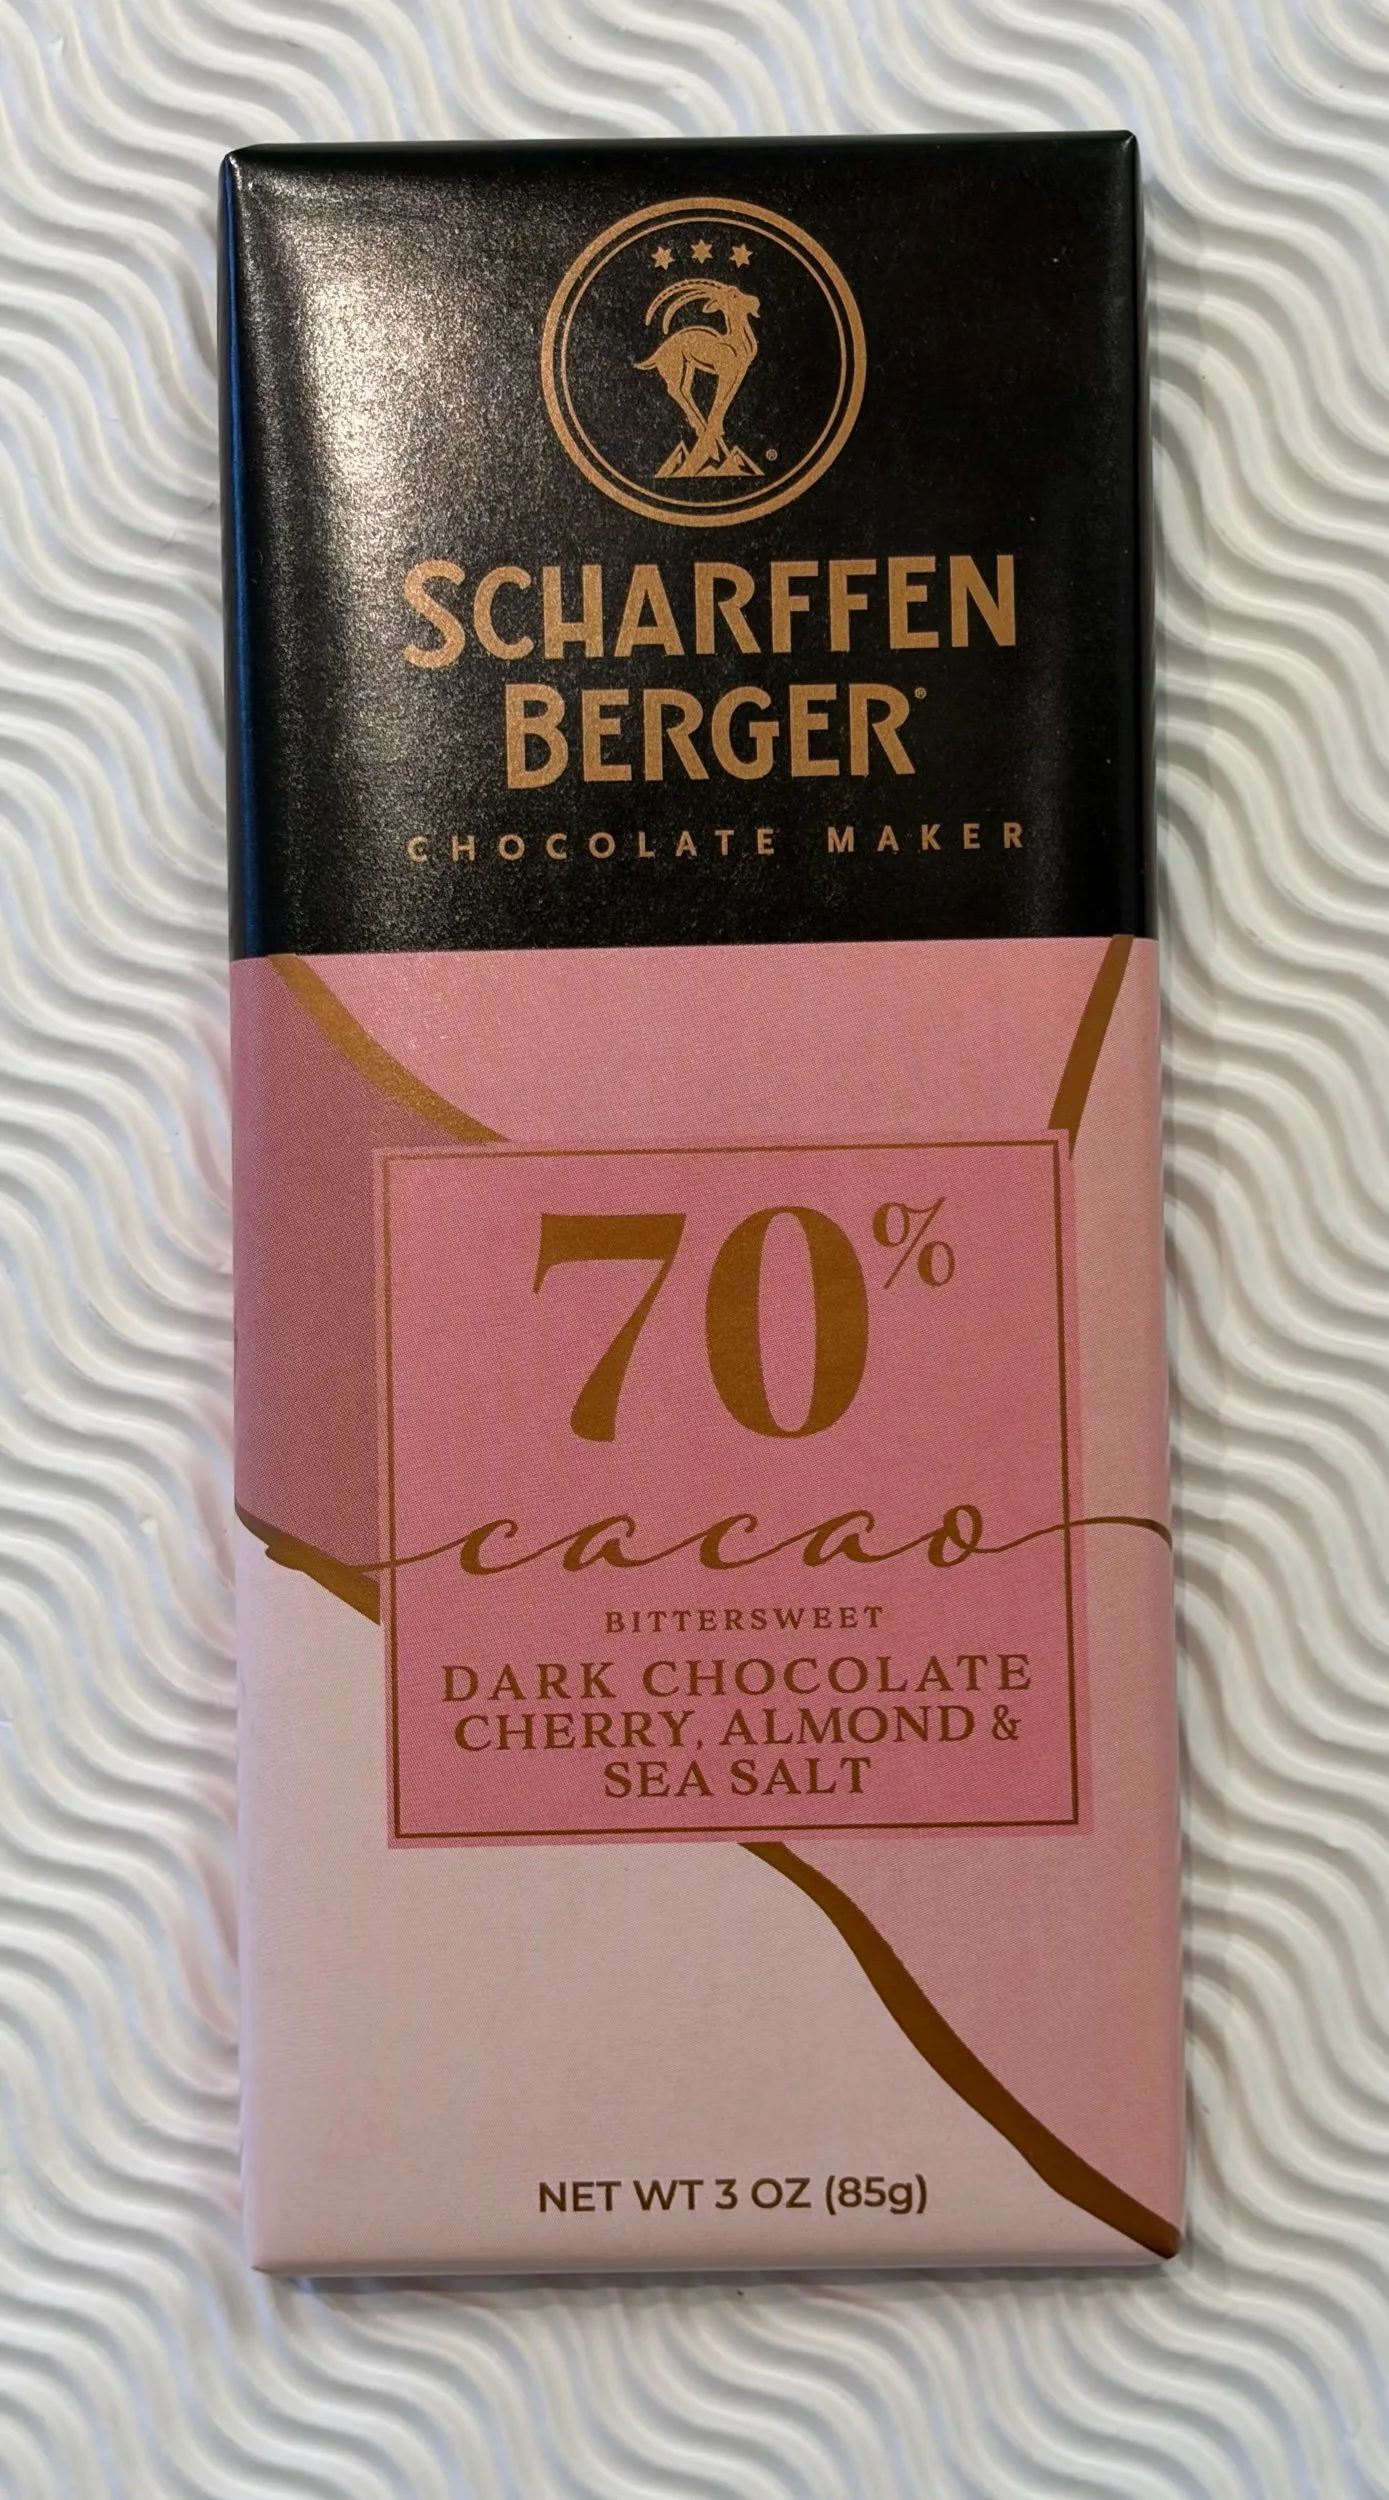 SCHARFFEN
BERGER®
CHOCOLATE MAKER
70%
cacao
BITTERSWEET
DARK CHOCOLATE
CHERRY, ALMOND &
SEA SALT
NET WT 3 OZ (85g)